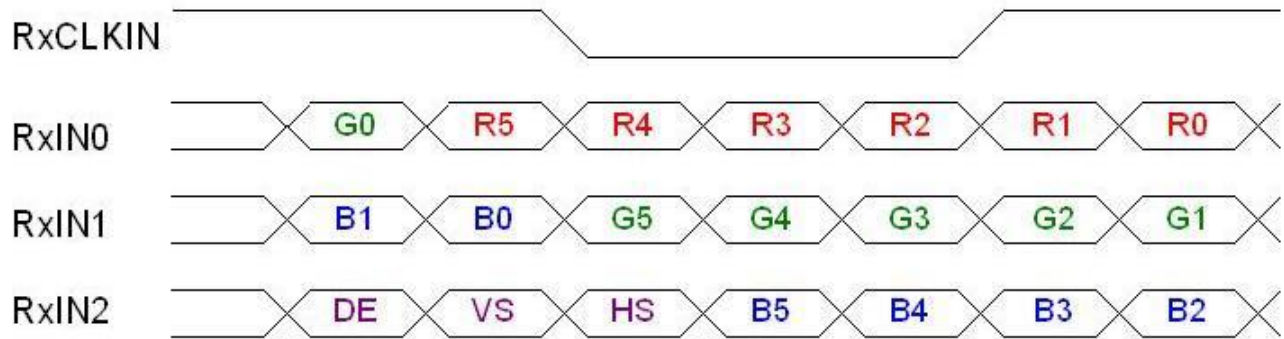 RxCLKIN
RxIN0 G0 R5 R4 R3 R2 R1 R0
RxIN1 B1 B0 G5 G4 G3 G2 G1
RxIN2 DE VS HS B5 B4 B3 B2